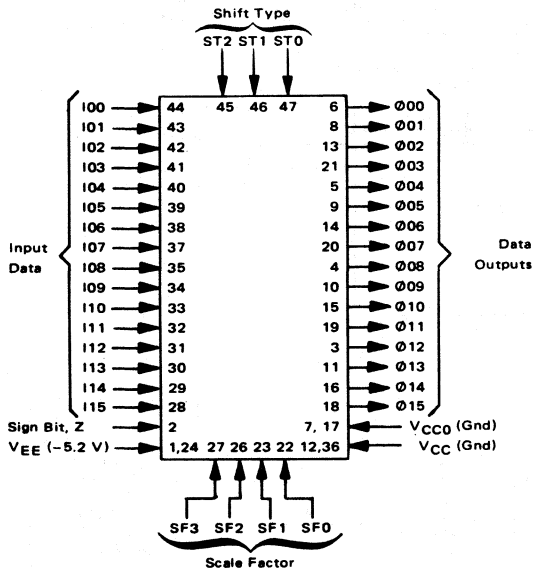 Shift Type
ST2 ST1 ST0
I00 44 45 46 47 6 Ø00
I01 43 8 Ø01
I02 42 13 Ø02
I03 41 21 Ø03
I04 40 5 Ø04
I05 39 9 Ø05
I06 38 14 Ø06
Input I07 37 20 Ø07 Data
Data I08 35 4 Ø08 Outputs
I09 34 10 Ø09
I10 33 15 Ø10
I11 32 19 Ø11
I12 31 3 Ø12
I13 30 11 Ø13
I14 29 16 Ø14
I15 28 18 Ø15
Sign Bit, Z 2 7, 17 VCC0 (Gnd)
VEE (−5.2 V) 1,24 27 26 23 22 12,36 VCC (Gnd)
SF3 SF2 SF1 SF0
Scale Factor